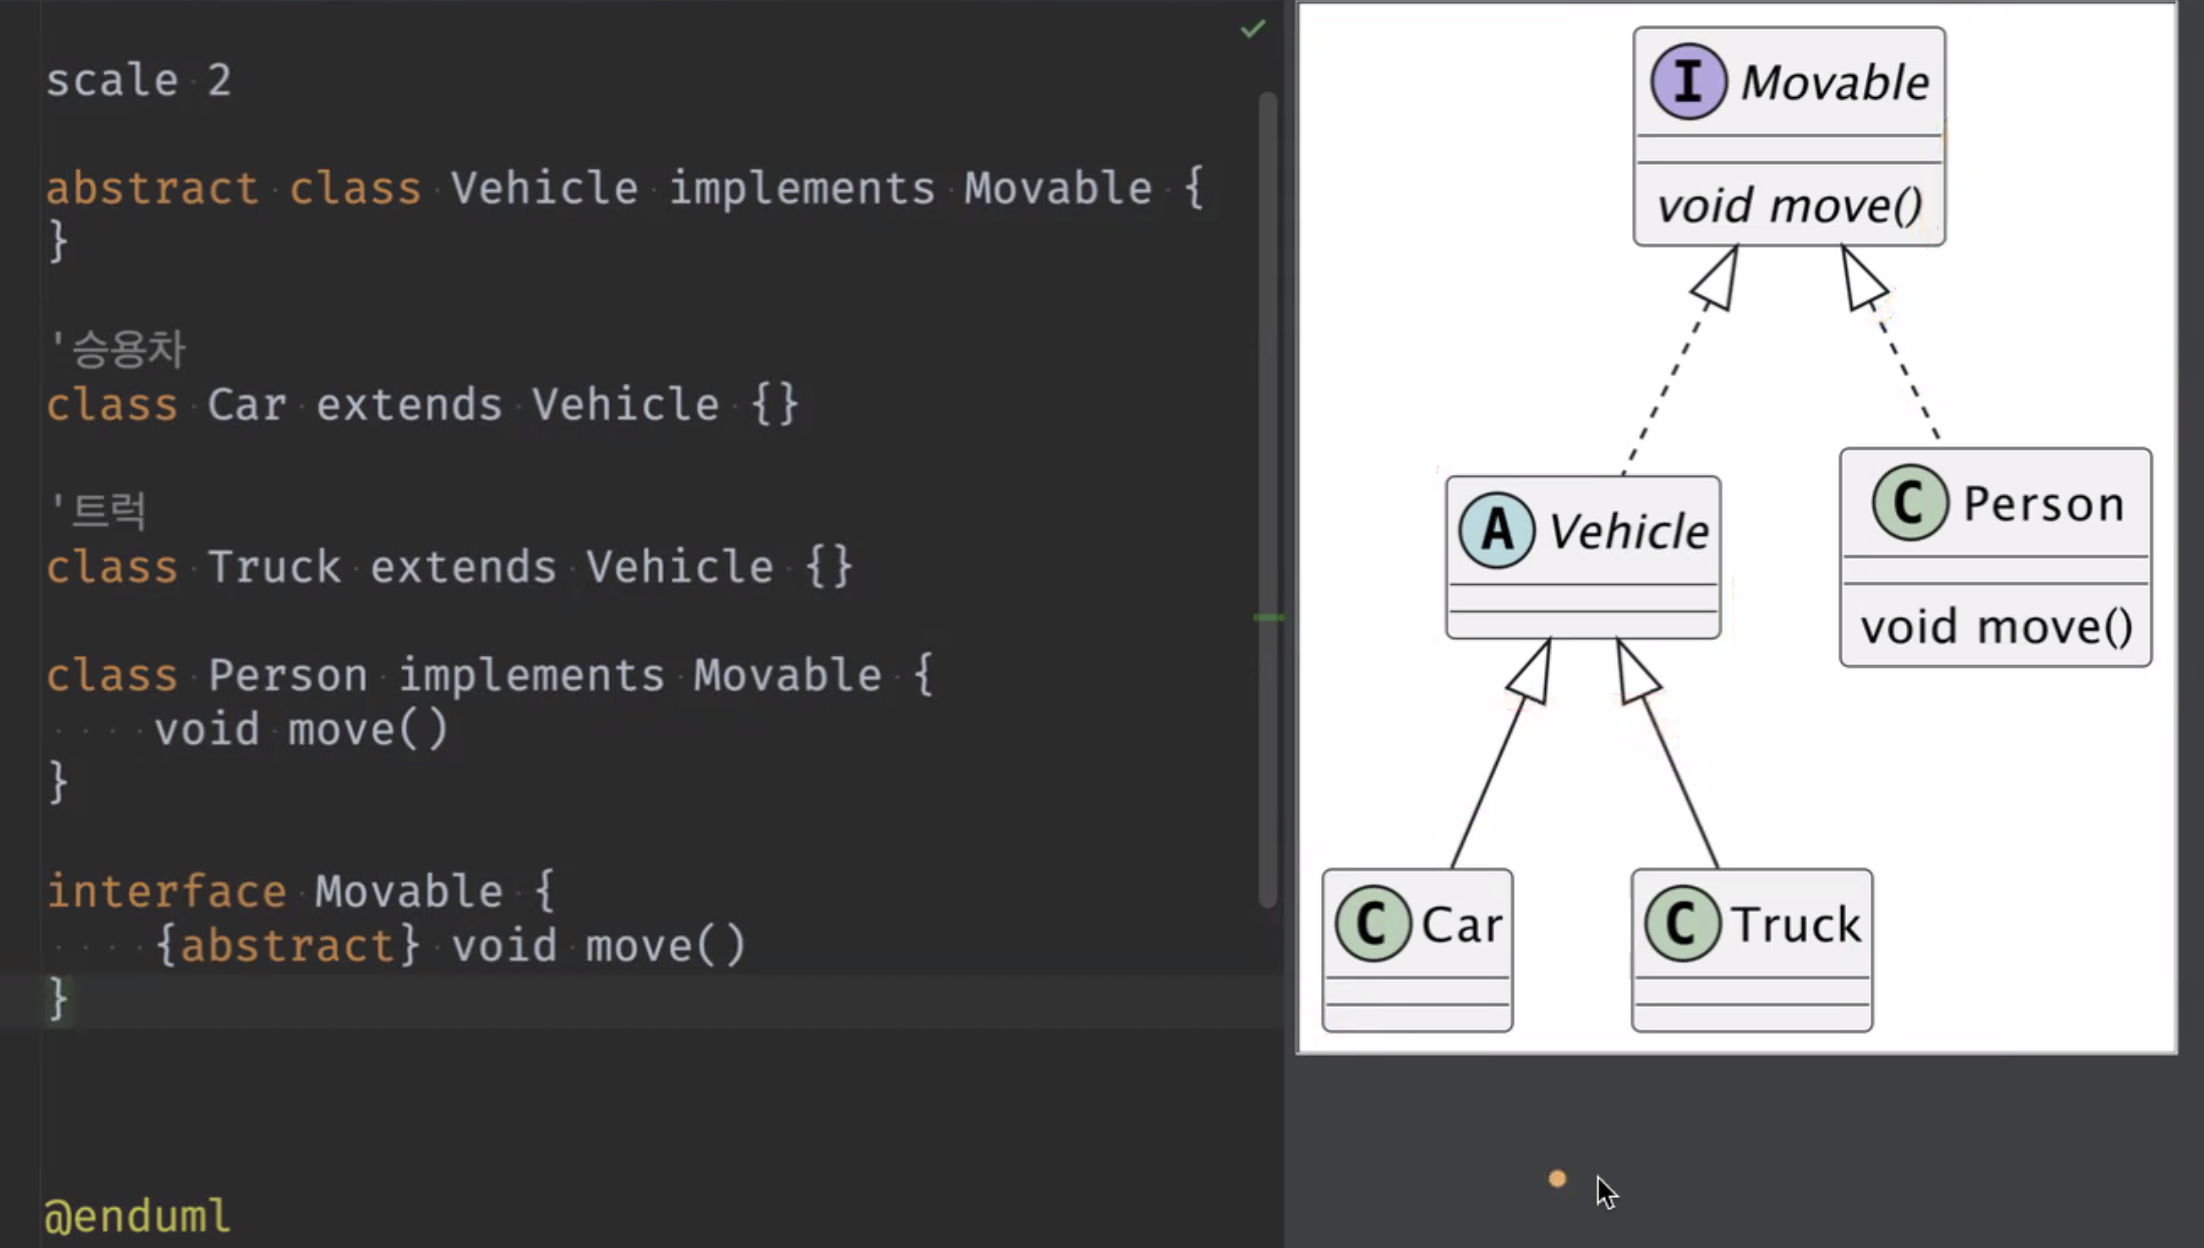 scale 2
abstract class Vehicle implements Movable {
}
'승용차
class Car extends Vehicle {}
'트럭
class Truck extends Vehicle {}
class Person implements Movable {
    void move()
}
interface Movable {
    {abstract} void move()
}
@enduml
I Movable
void move()
A Vehicle
C Person
void move()
C Car
C Truck